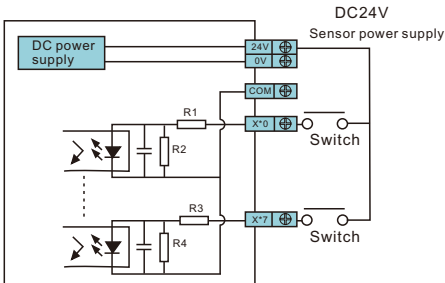 DC24V
Sensor power supply
DC power
supply
24V
0V
COM
R1
X*0
Switch
R2
R3
X*7
Switch
R4